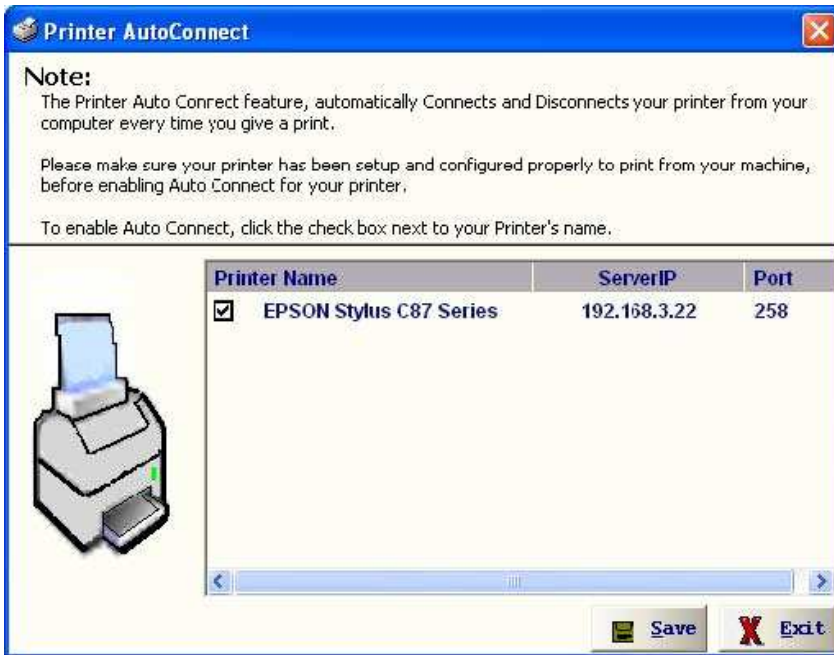 Printer AutoConnect
Note:
The Printer Auto Connect feature, automatically Connects and Disconnects your printer from your
computer every time you give a print.
Please make sure your printer has been setup and configured properly to print from your machine,
before enabling Auto Connect for your printer.
To enable Auto Connect, click the check box next to your Printer's name.
Printer Name ServerIP Port
EPSON Stylus C87 Series 192.168.3.22 258
Save Exit